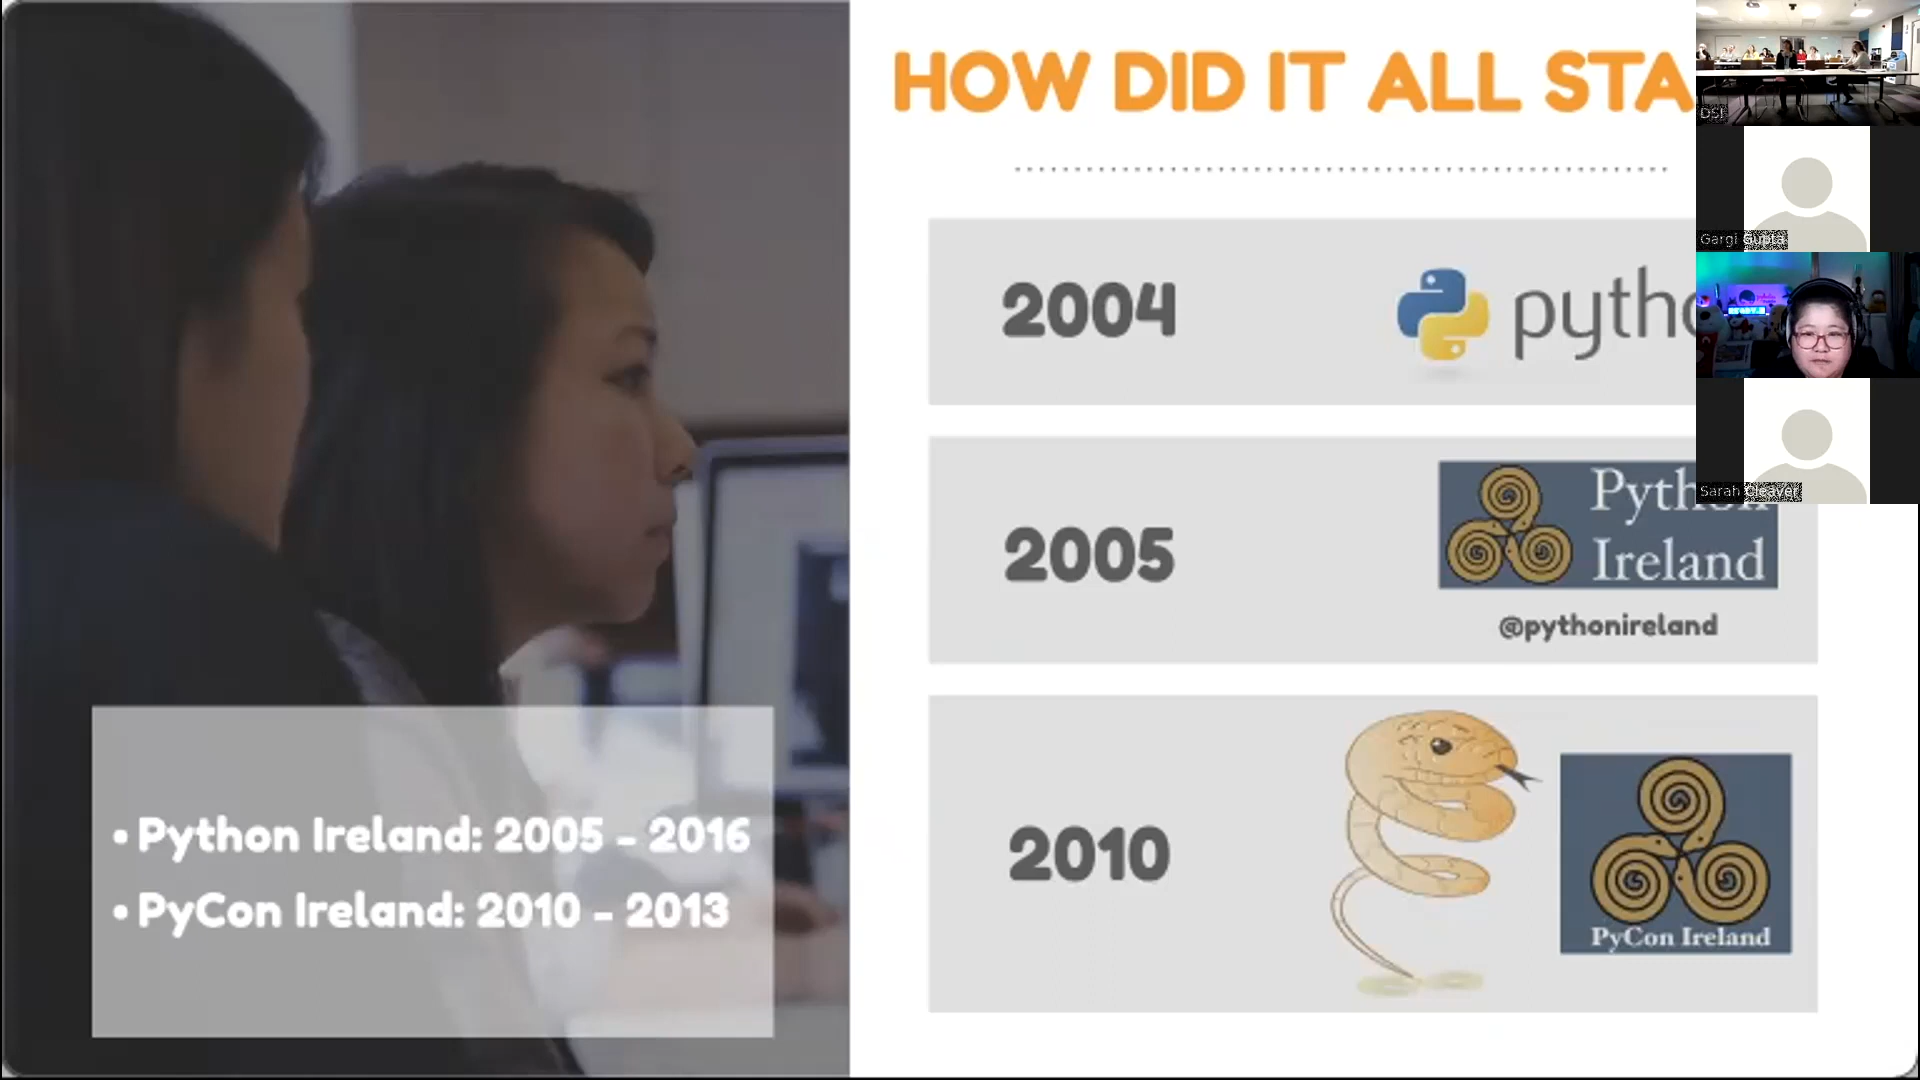 HOW DID IT ALL STA
2004
pytho
2005
Python
Ireland
@pythonireland
2010
PyCon Ireland
• Python Ireland: 2005 - 2016
• PyCon Ireland: 2010 - 2013
DSI
Gargi Gupta
Sarah Cleaver